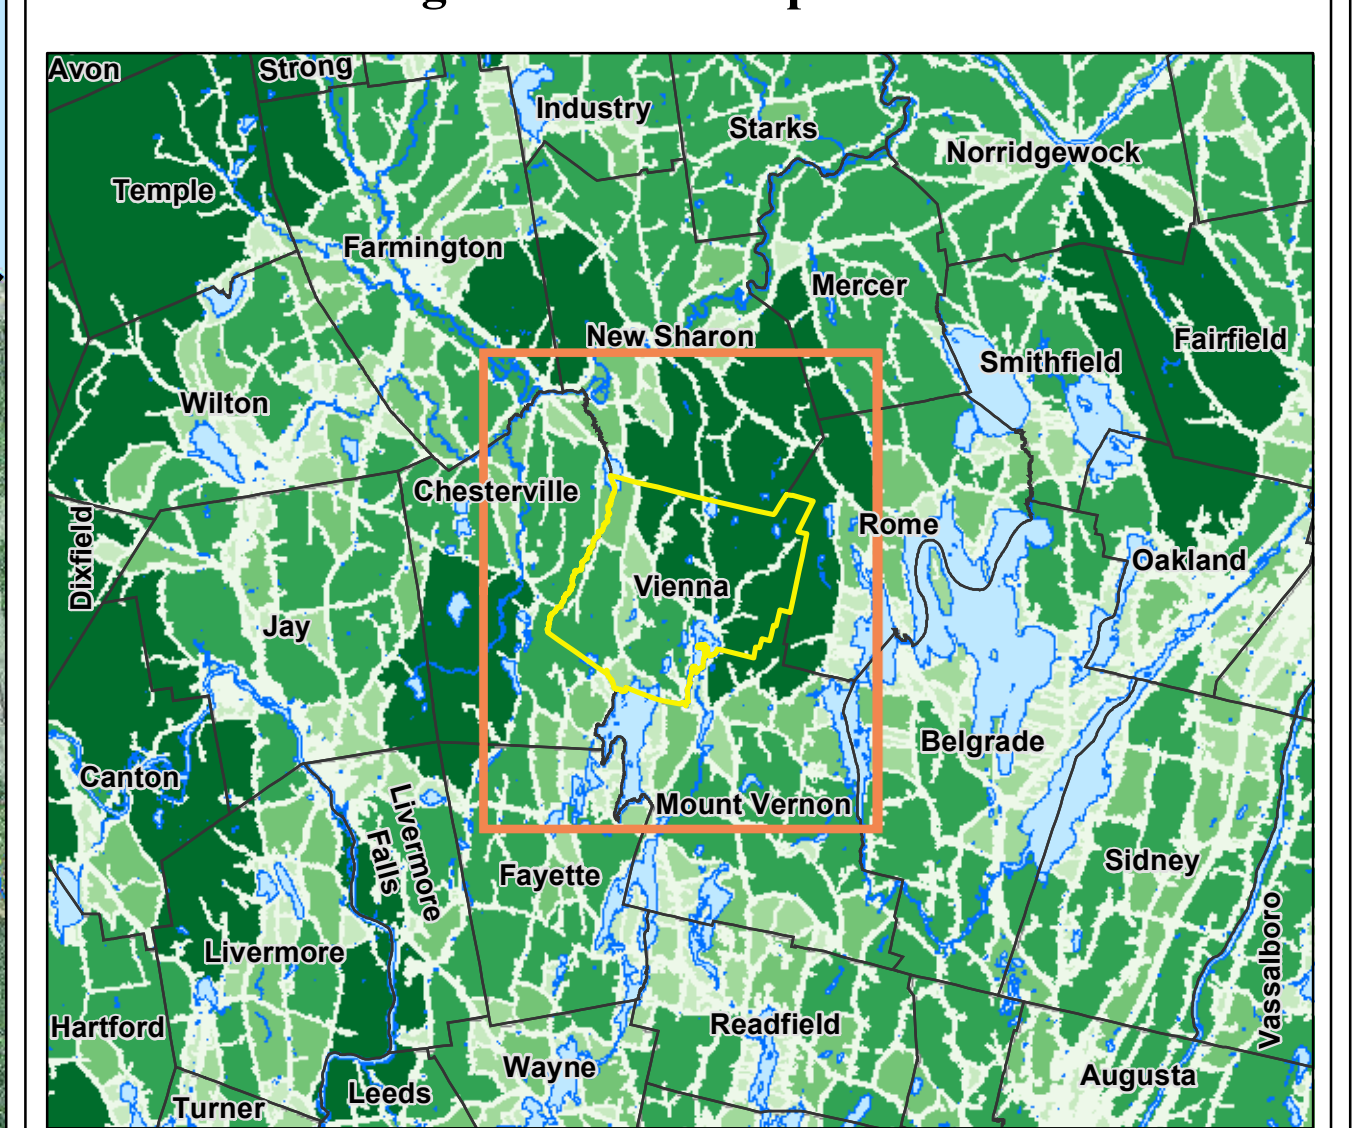 Avon
Strong
Industry
Starks
Norridgewock
Temple
Farmington
Mercer
New Sharon
Fairfield
Smithfield
Wilton
Chesterville
Rome
Dixfield
Oakland
Vienna
Jay
Belgrade
Canton
Mount Vernon
Livermore
Falls
Fayette
Sidney
Vassalboro
Livermore
Hartford
Readfield
Wayne
Augusta
Leeds
Turner